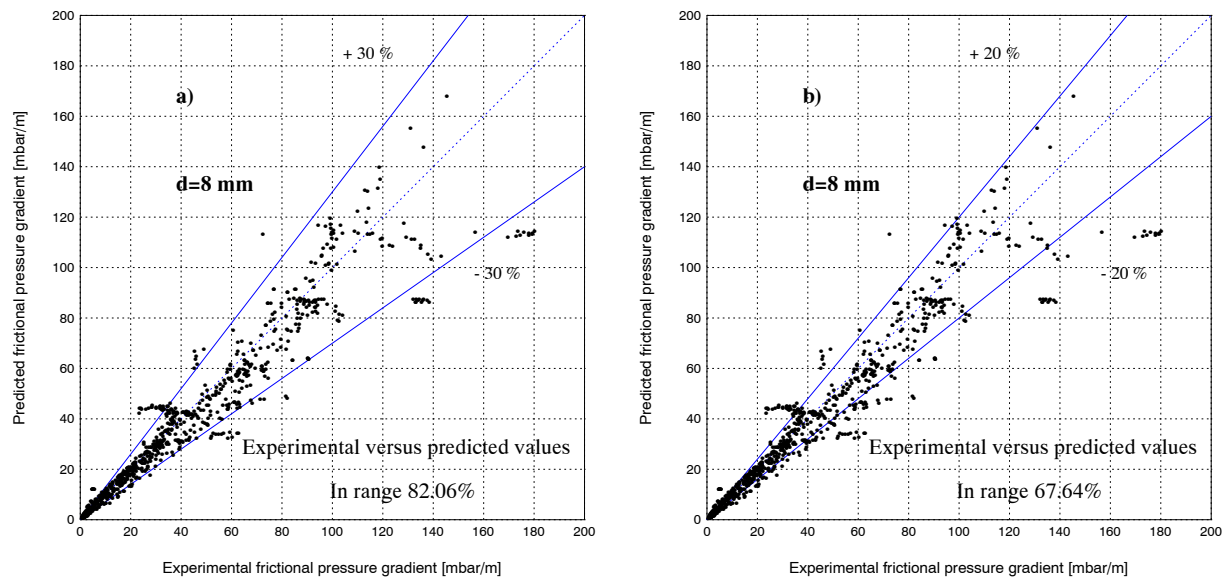 200
180
160
140
120
100
80
60
40
20
0
0 20 40 60 80 100 120 140 160 180 200
Predicted frictional pressure gradient [mbar/m]
Experimental frictional pressure gradient [mbar/m]
a)
+ 30 %
d=8 mm
- 30 %
Experimental versus predicted values
In range 82.06%
200
180
160
140
120
100
80
60
40
20
0
0 20 40 60 80 100 120 140 160 180 200
Predicted frictional pressure gradient [mbar/m]
Experimental frictional pressure gradient [mbar/m]
b)
+ 20 %
d=8 mm
- 20 %
Experimental versus predicted values
In range 67.64%